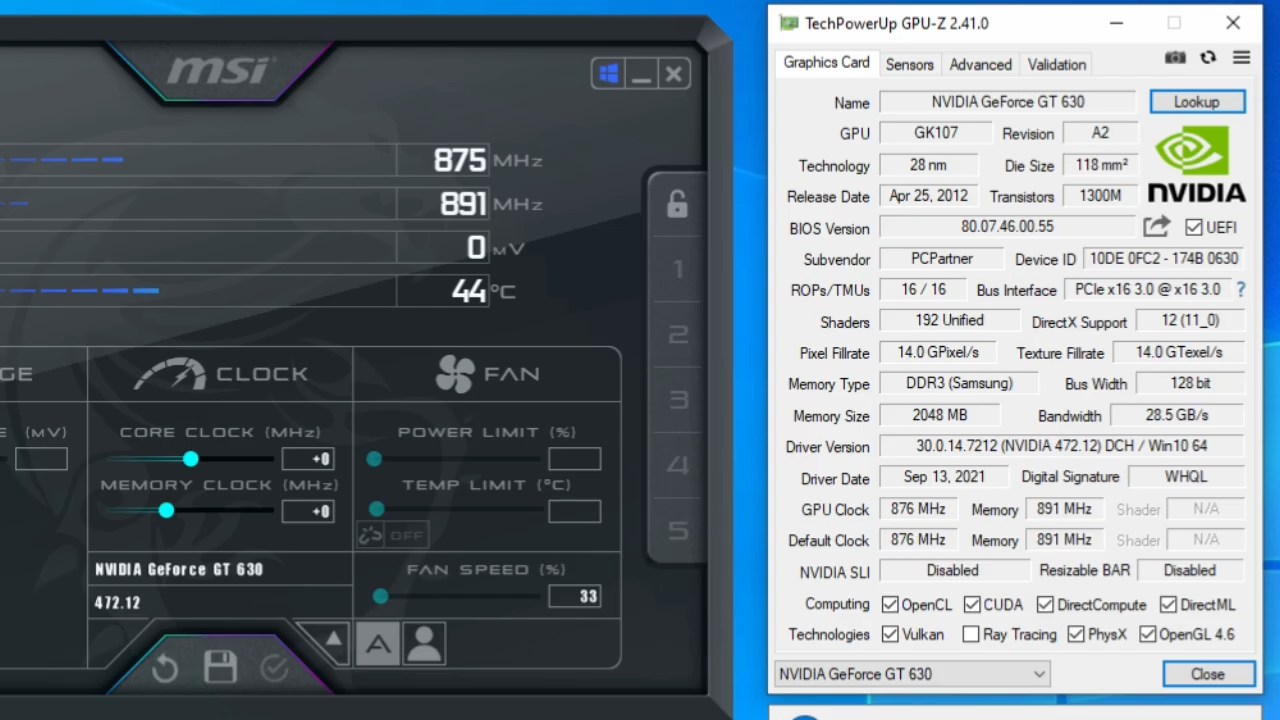 msi
875 MHz
891 MHz
0 MV
44 °C
1
2
3
4
5
GE
CLOCK
FAN
E (MV)
CORE CLOCK (MHz)
+0
MEMORY CLOCK (MHz)
+0
POWER LIMIT (%)
TEMP LIMIT (°C)
OFF
NVIDIA GeForce GT 630
472.12
FAN SPEED (%)
33
A
TechPowerUp GPU-Z 2.41.0
Graphics Card Sensors Advanced Validation
Name NVIDIA GeForce GT 630 Lookup
GPU GK107 Revision A2
Technology 28 nm Die Size 118 mm²
Release Date Apr 25, 2012 Transistors 1300M
NVIDIA
BIOS Version 80.07.46.00.55 UEFI
Subvendor PCPartner Device ID 10DE 0FC2 - 174B 0630
ROPs/TMUs 16 / 16 Bus Interface PCIe x16 3.0 @ x16 3.0 ?
Shaders 192 Unified DirectX Support 12 (11_0)
Pixel Fillrate 14.0 GPixel/s Texture Fillrate 14.0 GTexel/s
Memory Type DDR3 (Samsung) Bus Width 128 bit
Memory Size 2048 MB Bandwidth 28.5 GB/s
Driver Version 30.0.14.7212 (NVIDIA 472.12) DCH / Win10 64
Driver Date Sep 13, 2021 Digital Signature WHQL
GPU Clock 876 MHz Memory 891 MHz Shader N/A
Default Clock 876 MHz Memory 891 MHz Shader N/A
NVIDIA SLI Disabled Resizable BAR Disabled
Computing OpenCL CUDA DirectCompute DirectML
Technologies Vulkan Ray Tracing PhysX OpenGL 4.6
NVIDIA GeForce GT 630 Close